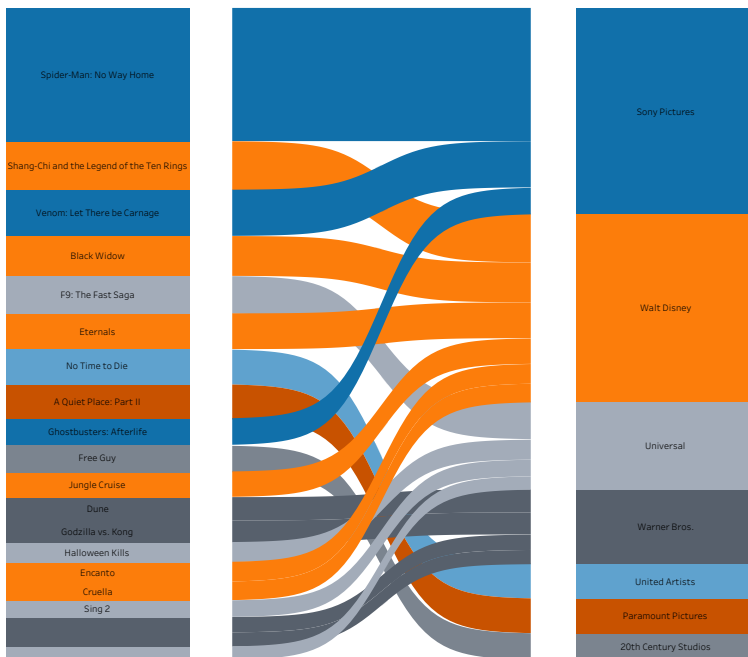 Spider-Man: No Way Home
Shang-Chi and the Legend of the Ten Rings
Venom: Let There be Carnage
Black Widow
F9: The Fast Saga
Eternals
No Time to Die
A Quiet Place: Part II
Ghostbusters: Afterlife
Free Guy
Jungle Cruise
Dune
Godzilla vs. Kong
Halloween Kills
Encanto
Cruella
Sing 2
Sony Pictures
Walt Disney
Universal
Warner Bros.
United Artists
Paramount Pictures
20th Century Studios